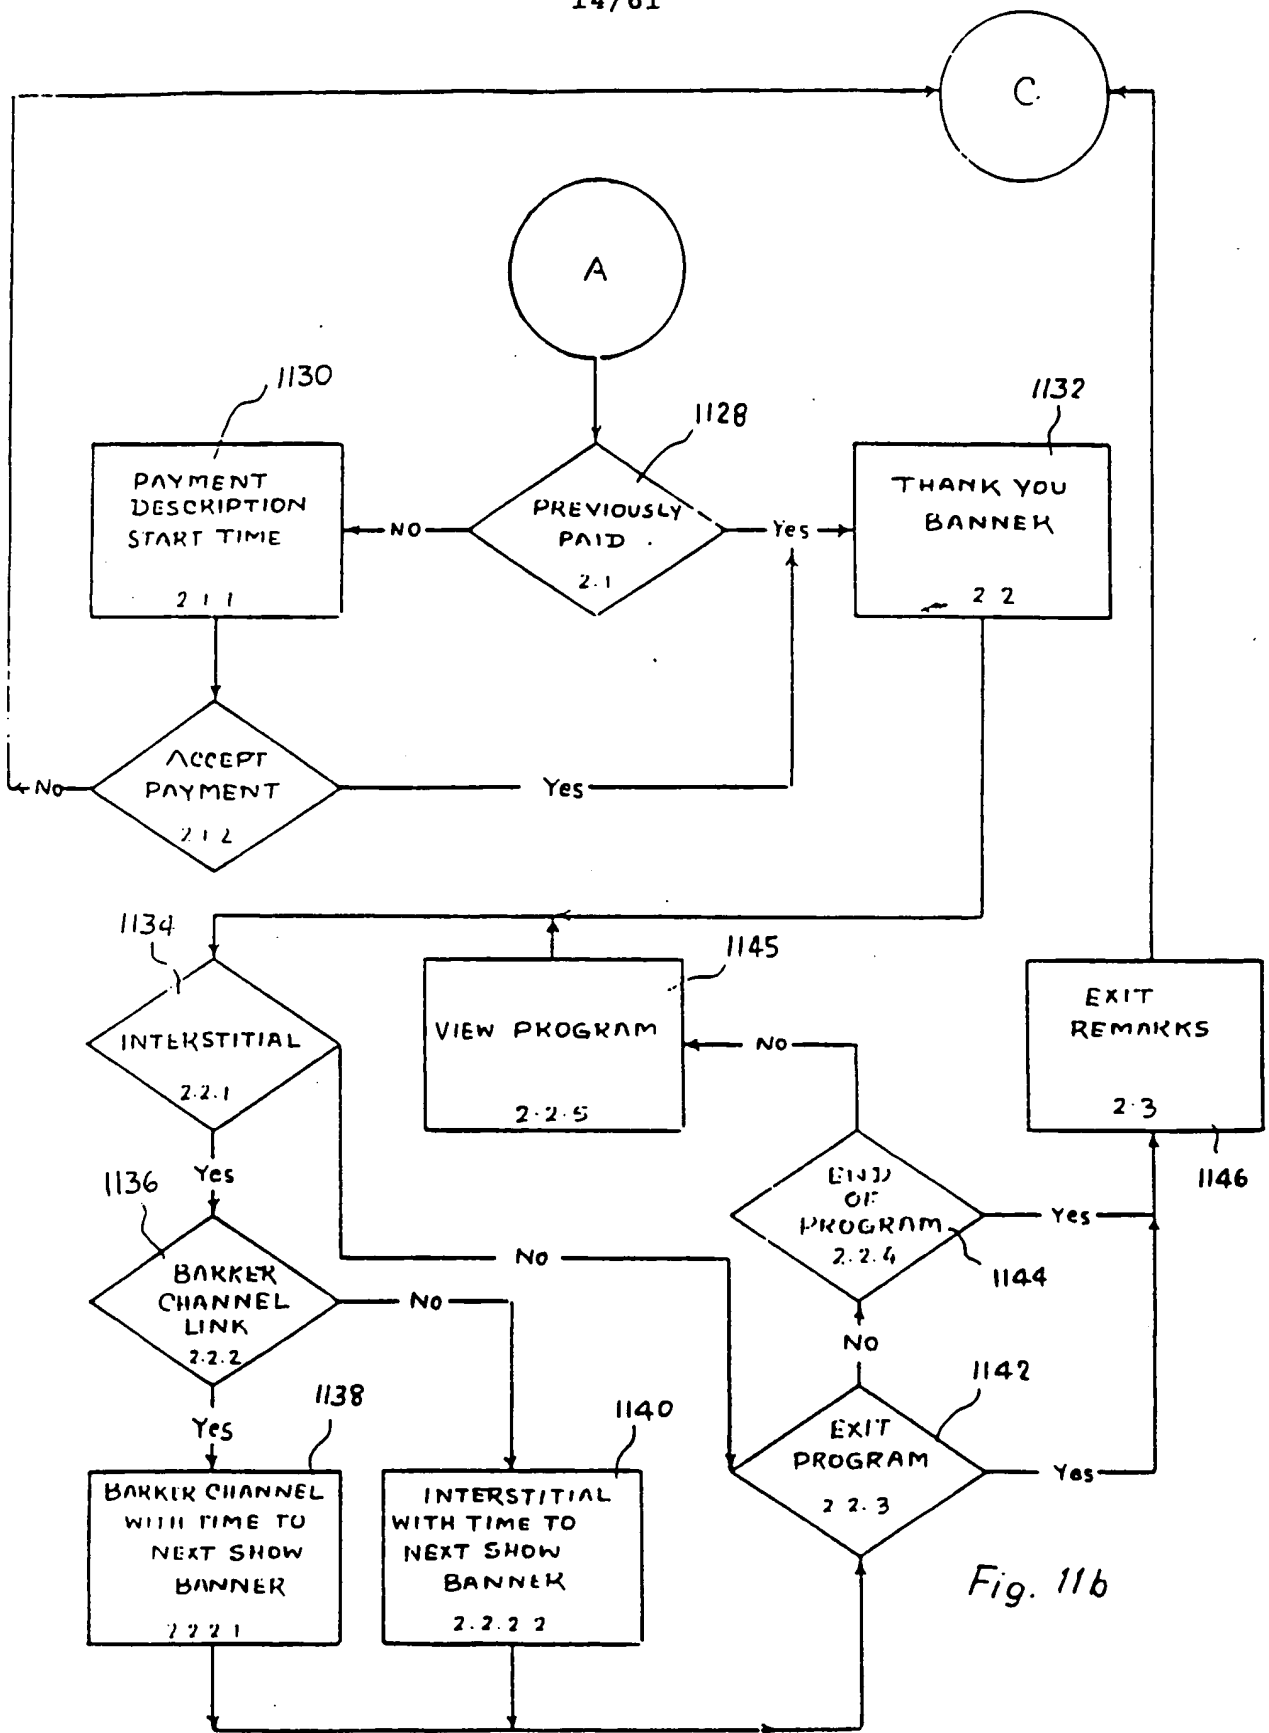 14/61
C
A
1130
1128
1132
PAYMENT
DESCRIPTION
START TIME
2 1 1
NO
PREVIOUSLY
PAID
2.1
Yes
THANK YOU
BANNER
2 2
ACCEPT
PAYMENT
2 1 2
No
Yes
1134
INTERSTITIAL
2.2.1
Yes
1145
VIEW PROGRAM
2.2.5
No
EXIT
REMARKS
2.3
1146
1136
BARKER
CHANNEL
LINK
2.2.2
No
No
END
OF
PROGRAM
2.2.4
1144
Yes
No
Yes
1138
BARKER CHANNEL
WITH TIME TO
NEXT SHOW
BANNER
2 2 2 1
1140
INTERSTITIAL
WITH TIME TO
NEXT SHOW
BANNER
2.2.2 2
1142
EXIT
PROGRAM
2 2.3
Yes
Fig. 11b